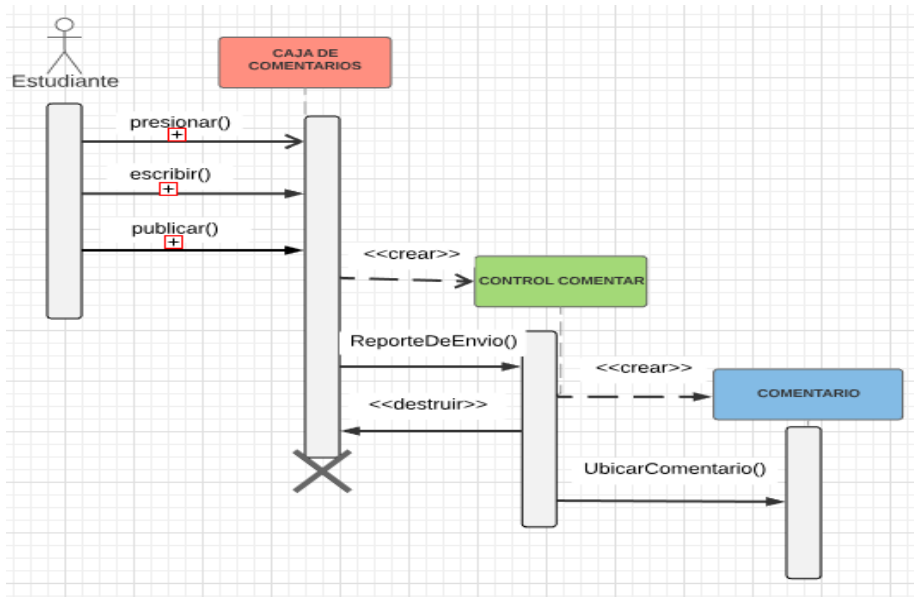 Estudiante
CAJA DE
COMENTARIOS
presionar()
+
escribir()
+
publicar()
+
<<crear>>
CONTROL COMENTAR
ReporteDeEnvio()
<<crear>>
COMENTARIO
<<destruir>>
UbicarComentario()